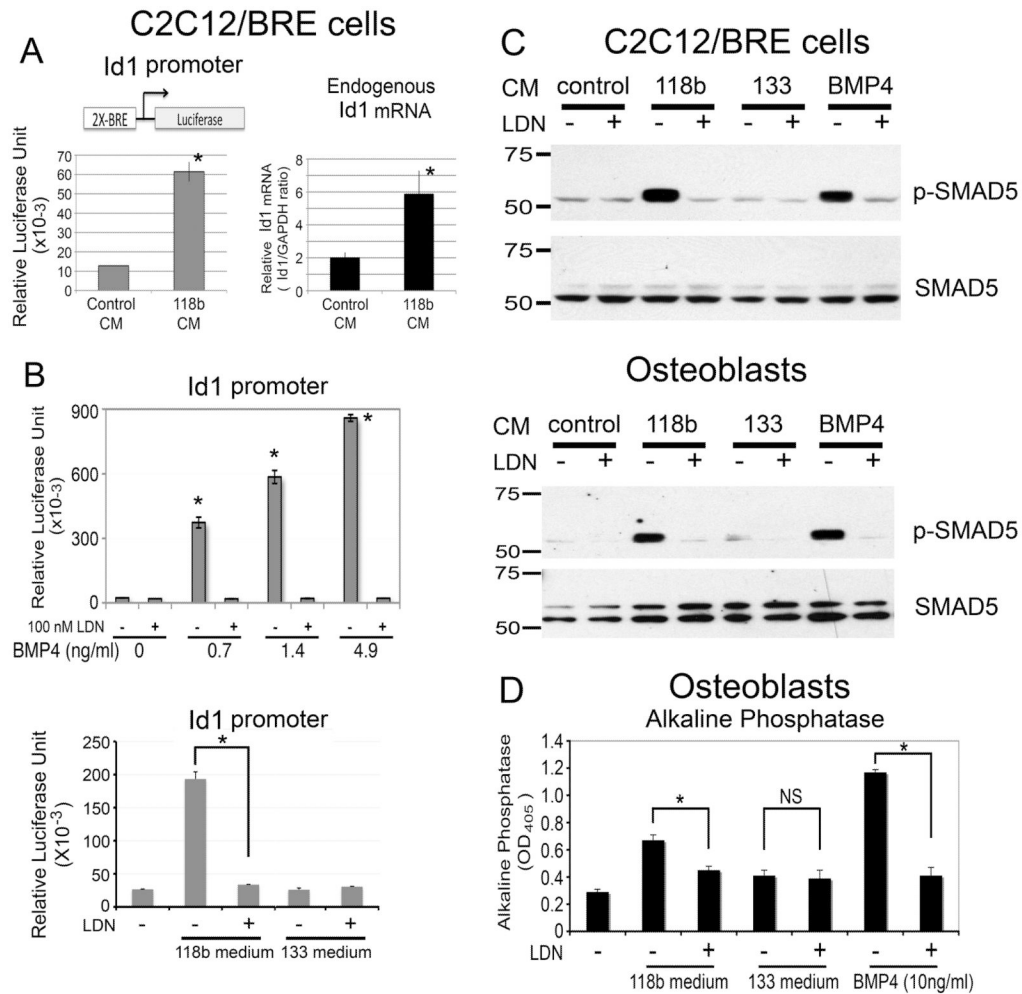 C2C12/BRE cells
A
Id1 promoter
2X-BRE
Luciferase
Relative Luciferase Unit
(x10-3)
70
60
50
40
30
20
10
0
*
Control
CM
118b
CM
Endogenous
Id1 mRNA
Relative Id1 mRNA
( Id1/GAPDH ratio)
8
6
4
2
0
*
Control
CM
118b
CM
B
Id1 promoter
Relative Luciferase Unit
(x10-3)
900
600
300
0
* * *
100 nM LDN - + - + - + - +
BMP4 (ng/ml) 0 0.7 1.4 4.9
Id1 promoter
Relative Luciferase Unit
(X10-3)
250
200
150
100
50
0
*
LDN - - + - +
118b medium 133 medium
C
C2C12/BRE cells
CM control 118b 133 BMP4
LDN - + - + - + - +
75
50
p-SMAD5
75
50
SMAD5
Osteoblasts
CM control 118b 133 BMP4
LDN - + - + - + - +
75
50
p-SMAD5
75
50
SMAD5
D
Osteoblasts
Alkaline Phosphatase
Alkaline Phosphatase
(OD405)
1.4
1.2
1.0
0.8
0.6
0.4
0.2
0
* NS *
LDN - - + - + - +
118b medium 133 medium BMP4 (10ng/ml)